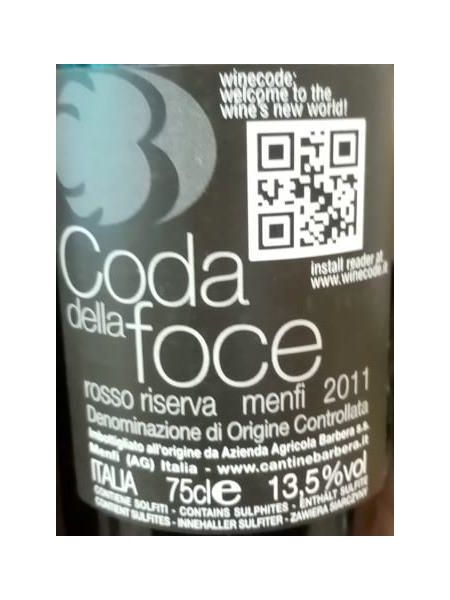 winecode:
welcome to the
wine's new world!
install reader at
www.winecode.it
Coda
della foce
rosso riserva menfi 2011
Denominazione di Origine Controllata
Imbottigliato all'origine da Azienda Agricola Barbera s.s.
Menfi (AG) Italia - www.cantinebarbera.it
ITALIA 75cl e 13,5%vol
CONTIENE SOLFITI - CONTAINS SULPHITES - ENTHÄLT SULFITE
CONTIENT SULFITES - INNEHALLER SULFITER - ZAWIERA SIARCZYNY